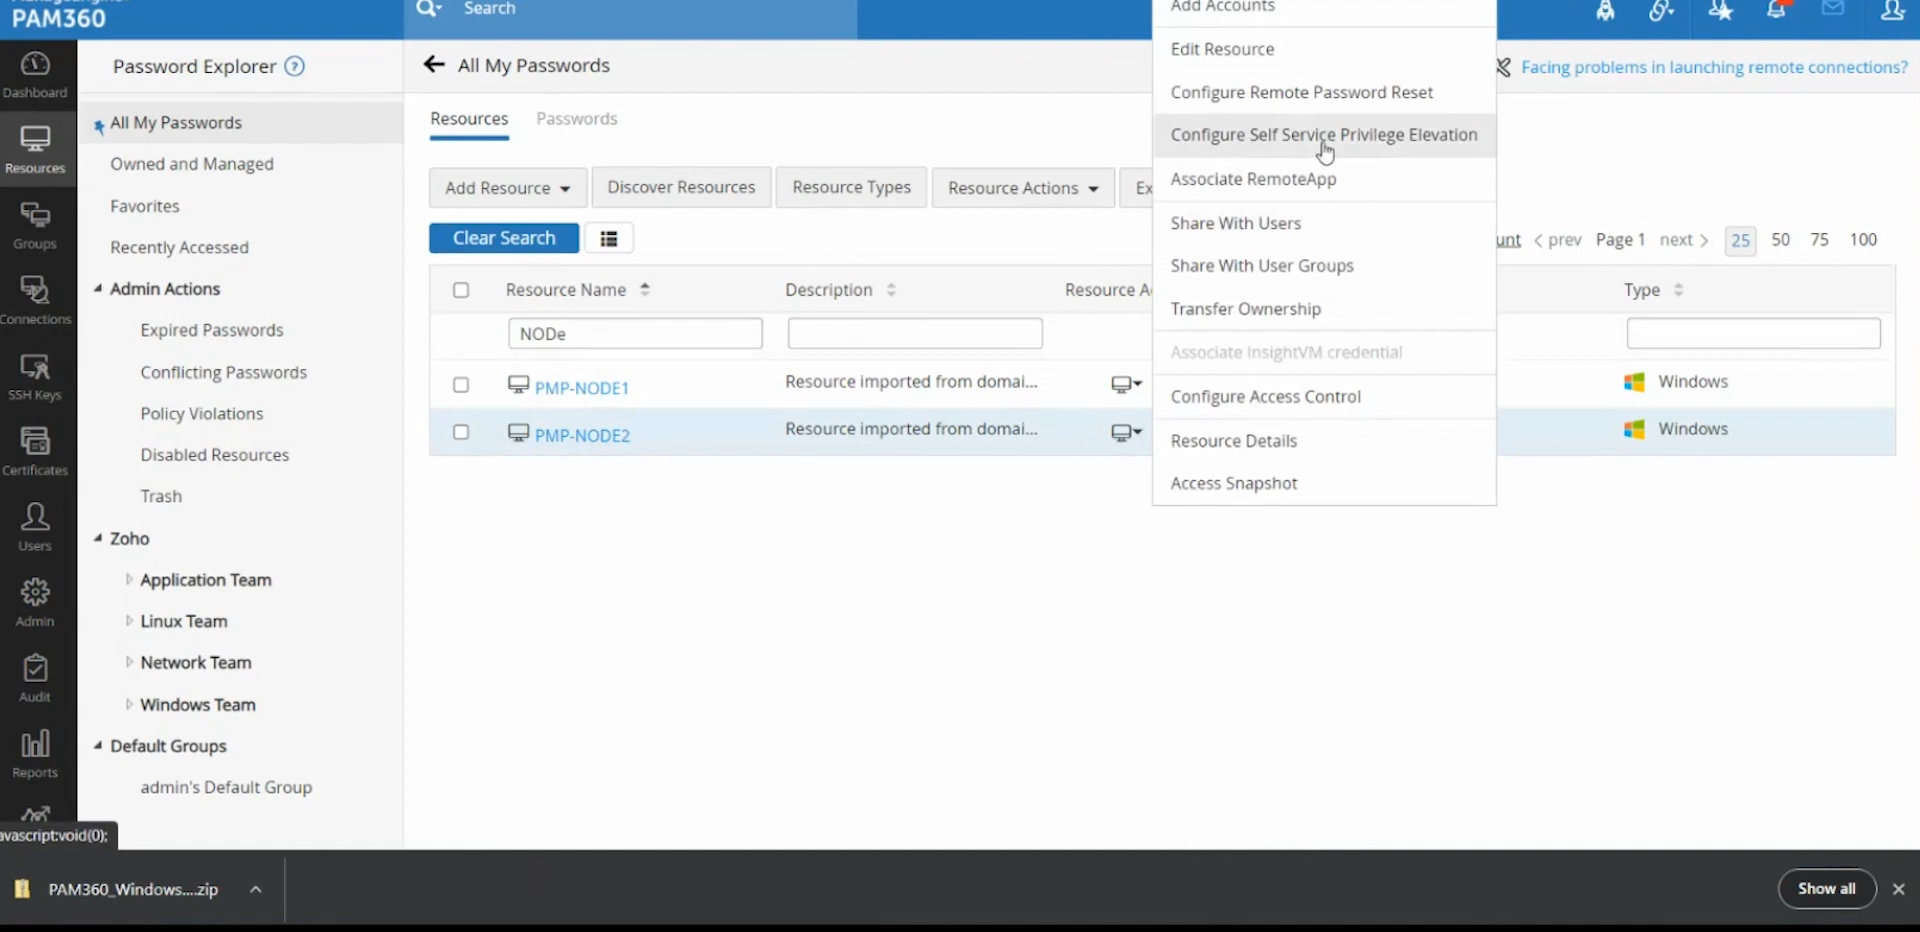 PAM360
Search
Dashboard
Resources
Groups
Connections
SSH Keys
Certificates
Users
Admin
Audit
Reports
Password Explorer ?
All My Passwords
Owned and Managed
Favorites
Recently Accessed
Admin Actions
Expired Passwords
Conflicting Passwords
Policy Violations
Disabled Resources
Trash
Zoho
Application Team
Linux Team
Network Team
Windows Team
Default Groups
admin's Default Group
All My Passwords
Facing problems in launching remote connections?
Resources Passwords
Add Resource Discover Resources Resource Types Resource Actions Ex
Clear Search
unt < prev Page 1 next > 25 50 75 100
Resource Name Description Resource A Type
NODe
PMP-NODE1 Resource imported from domai... Windows
PMP-NODE2 Resource imported from domai... Windows
Add Accounts
Edit Resource
Configure Remote Password Reset
Configure Self Service Privilege Elevation
Associate RemoteApp
Share With Users
Share With User Groups
Transfer Ownership
Associate InsightVM credential
Configure Access Control
Resource Details
Access Snapshot
avascript:void(0);
PAM360_Windows....zip
Show all